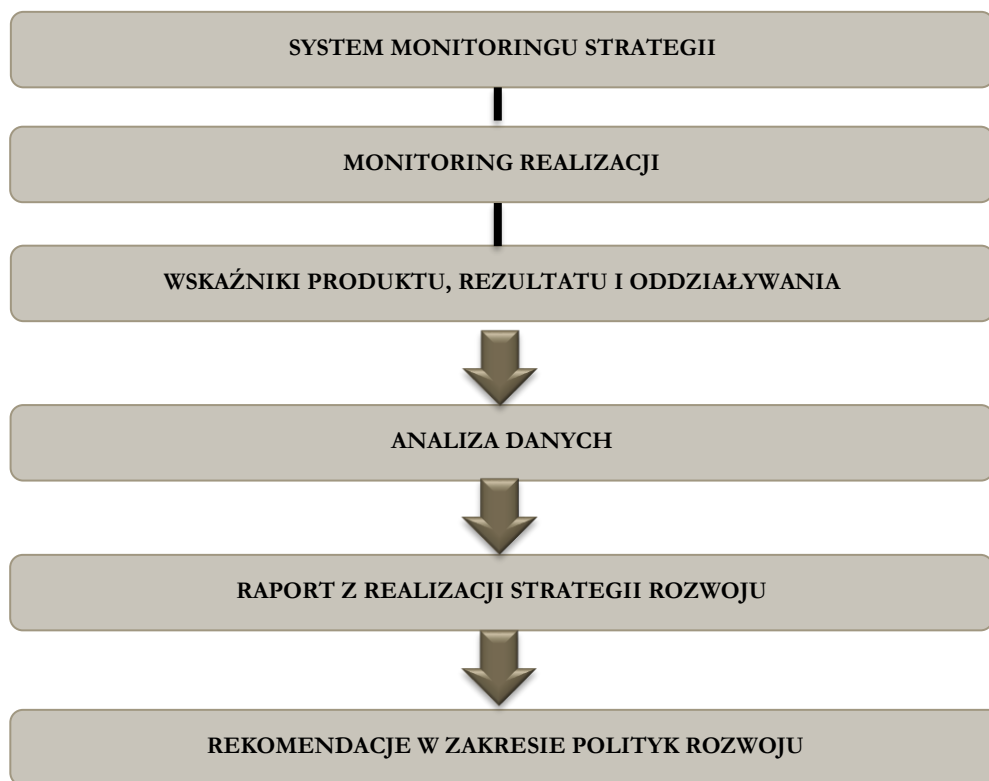 SYSTEM MONITORINGU STRATEGII
MONITORING REALIZACJI
WSKAŹNIKI PRODUKTU, REZULTATU I ODDZIAŁYWANIA
ANALIZA DANYCH
RAPORT Z REALIZACJI STRATEGII ROZWOJU
REKOMENDACJE W ZAKRESIE POLITYK ROZWOJU